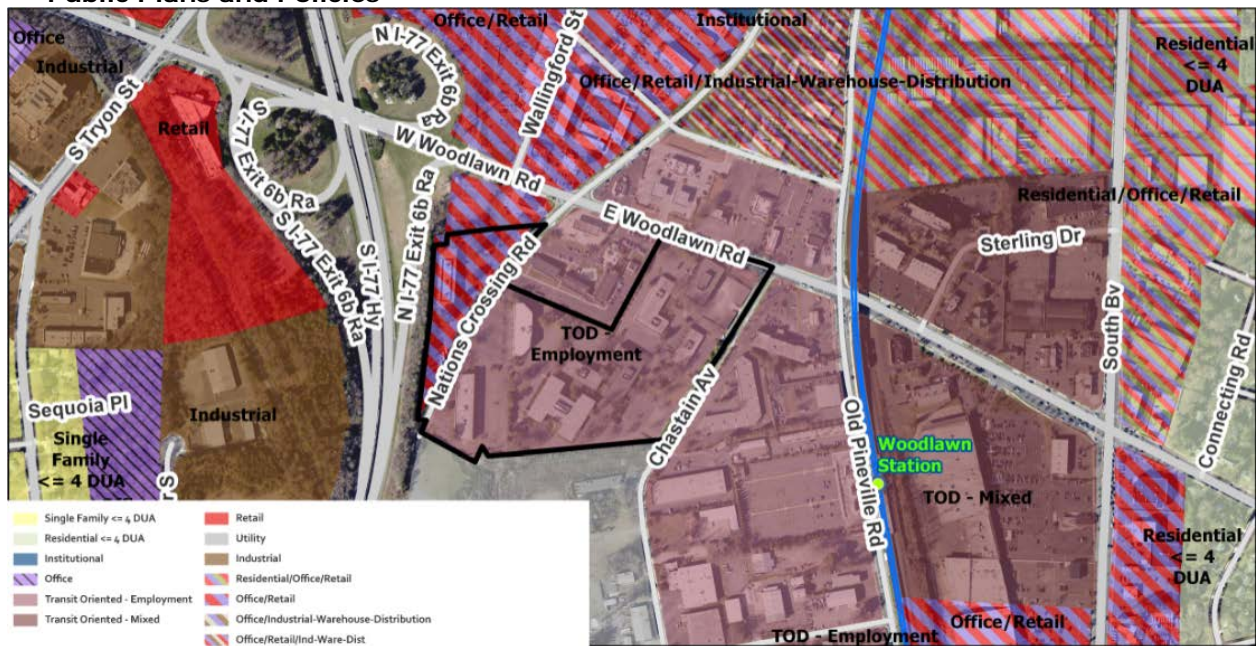 Public Plans and Policies
Office/Retail
Institutional
Office
Industrial
N I-77 Exit 6b Ra
Wallingford St
Residential
<= 4
DUA
S Tryon St
Office/Retail/Industrial-Warehouse-Distribution
Retail
S I-77 Exit 6b Ra
W Woodlawn Rd
N I-77 Exit 6b Ra
S I-77 Exit 6b Ra
S I-77 Hy
E Woodlawn Rd
Residential/Office/Retail
Sterling Dr
Nations Crossing Rd
TOD -
Employment
South Bv
Connecting Rd
Chastain Av
Old Pineville Rd
Sequoia Pl
Industrial
Single
Family
<= 4 DUA
r S
Woodlawn
Station
TOD - Mixed
Residential
<= 4
DUA
Office/Retail
TOD - Employment
Single Family <= 4 DUA
Residential <= 4 DUA
Institutional
Office
Transit Oriented - Employment
Transit Oriented - Mixed
Retail
Utility
Industrial
Residential/Office/Retail
Office/Retail
Office/Industrial-Warehouse-Distribution
Office/Retail/Ind-Ware-Dist